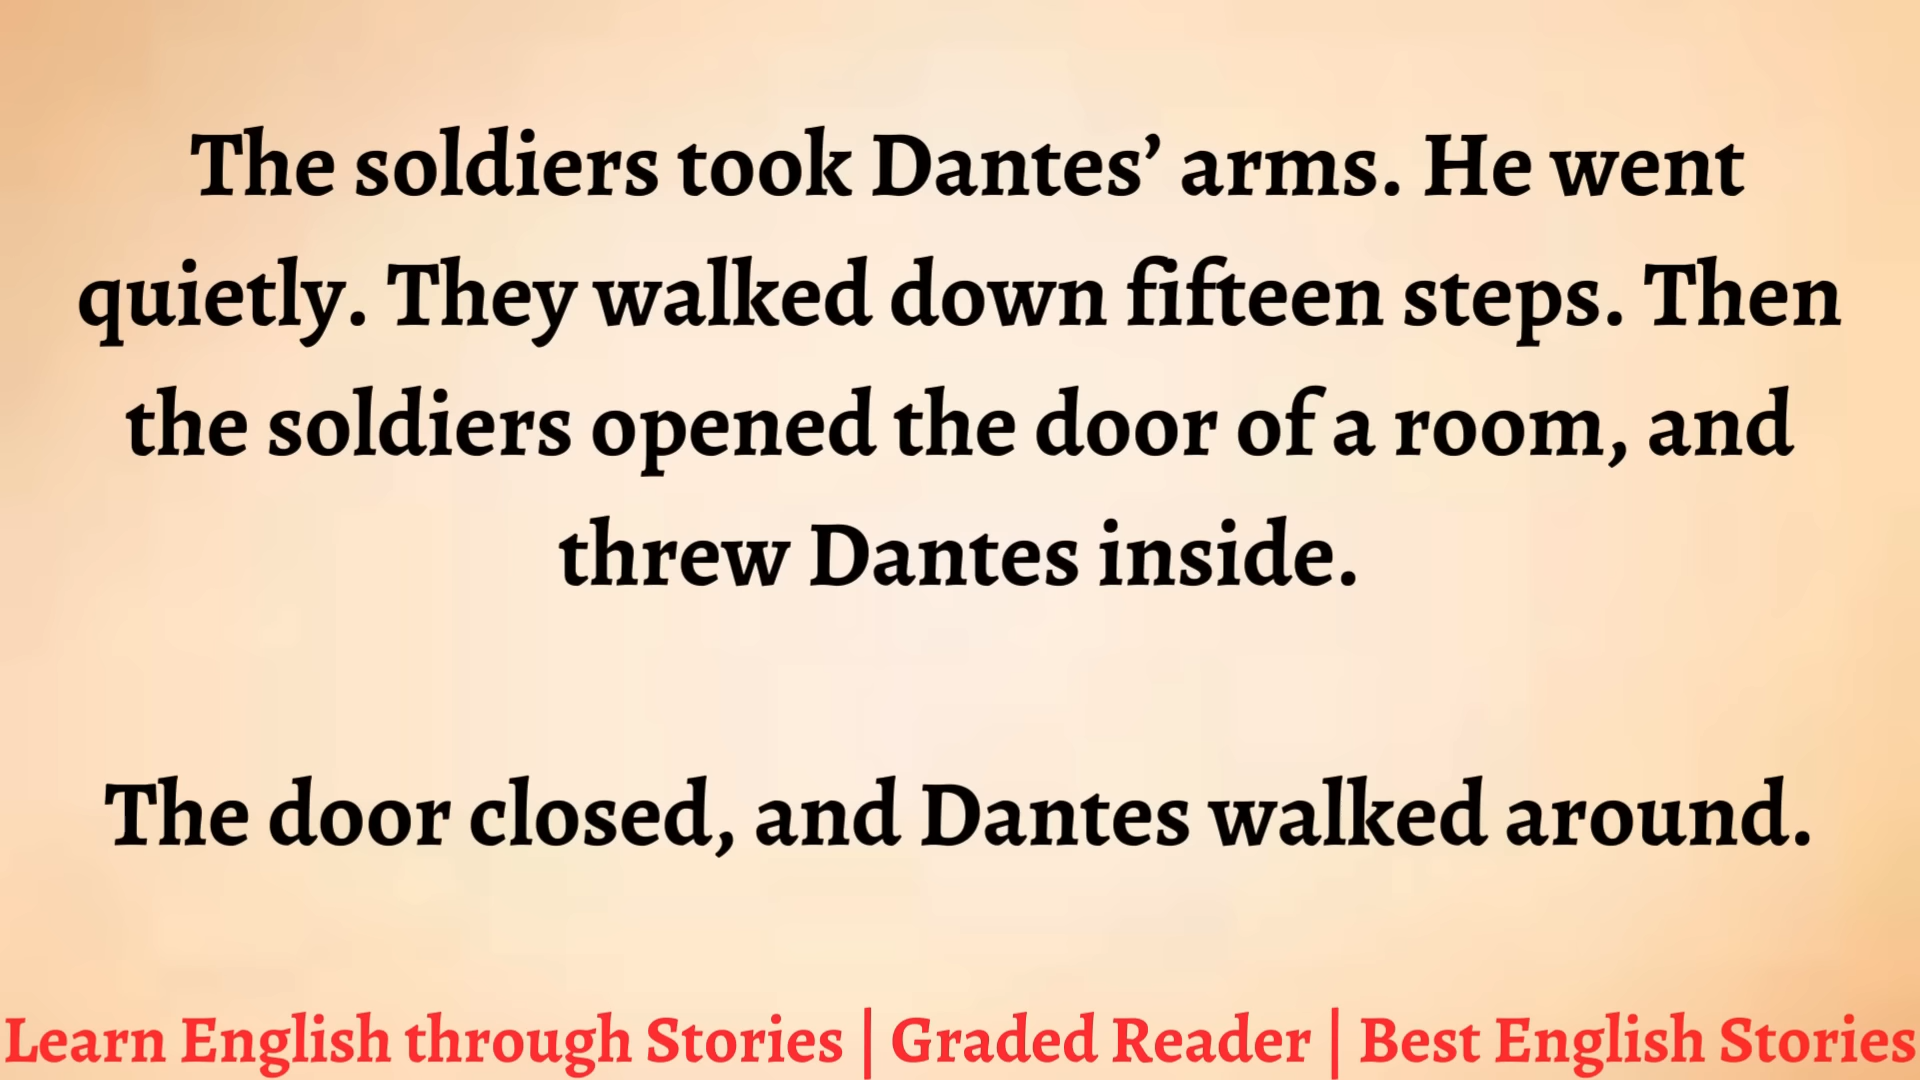 The soldiers took Dantes’ arms. He went
quietly. They walked down fifteen steps. Then
the soldiers opened the door of a room, and
threw Dantes inside.
The door closed, and Dantes walked around.
Learn English through Stories | Graded Reader | Best English Stories